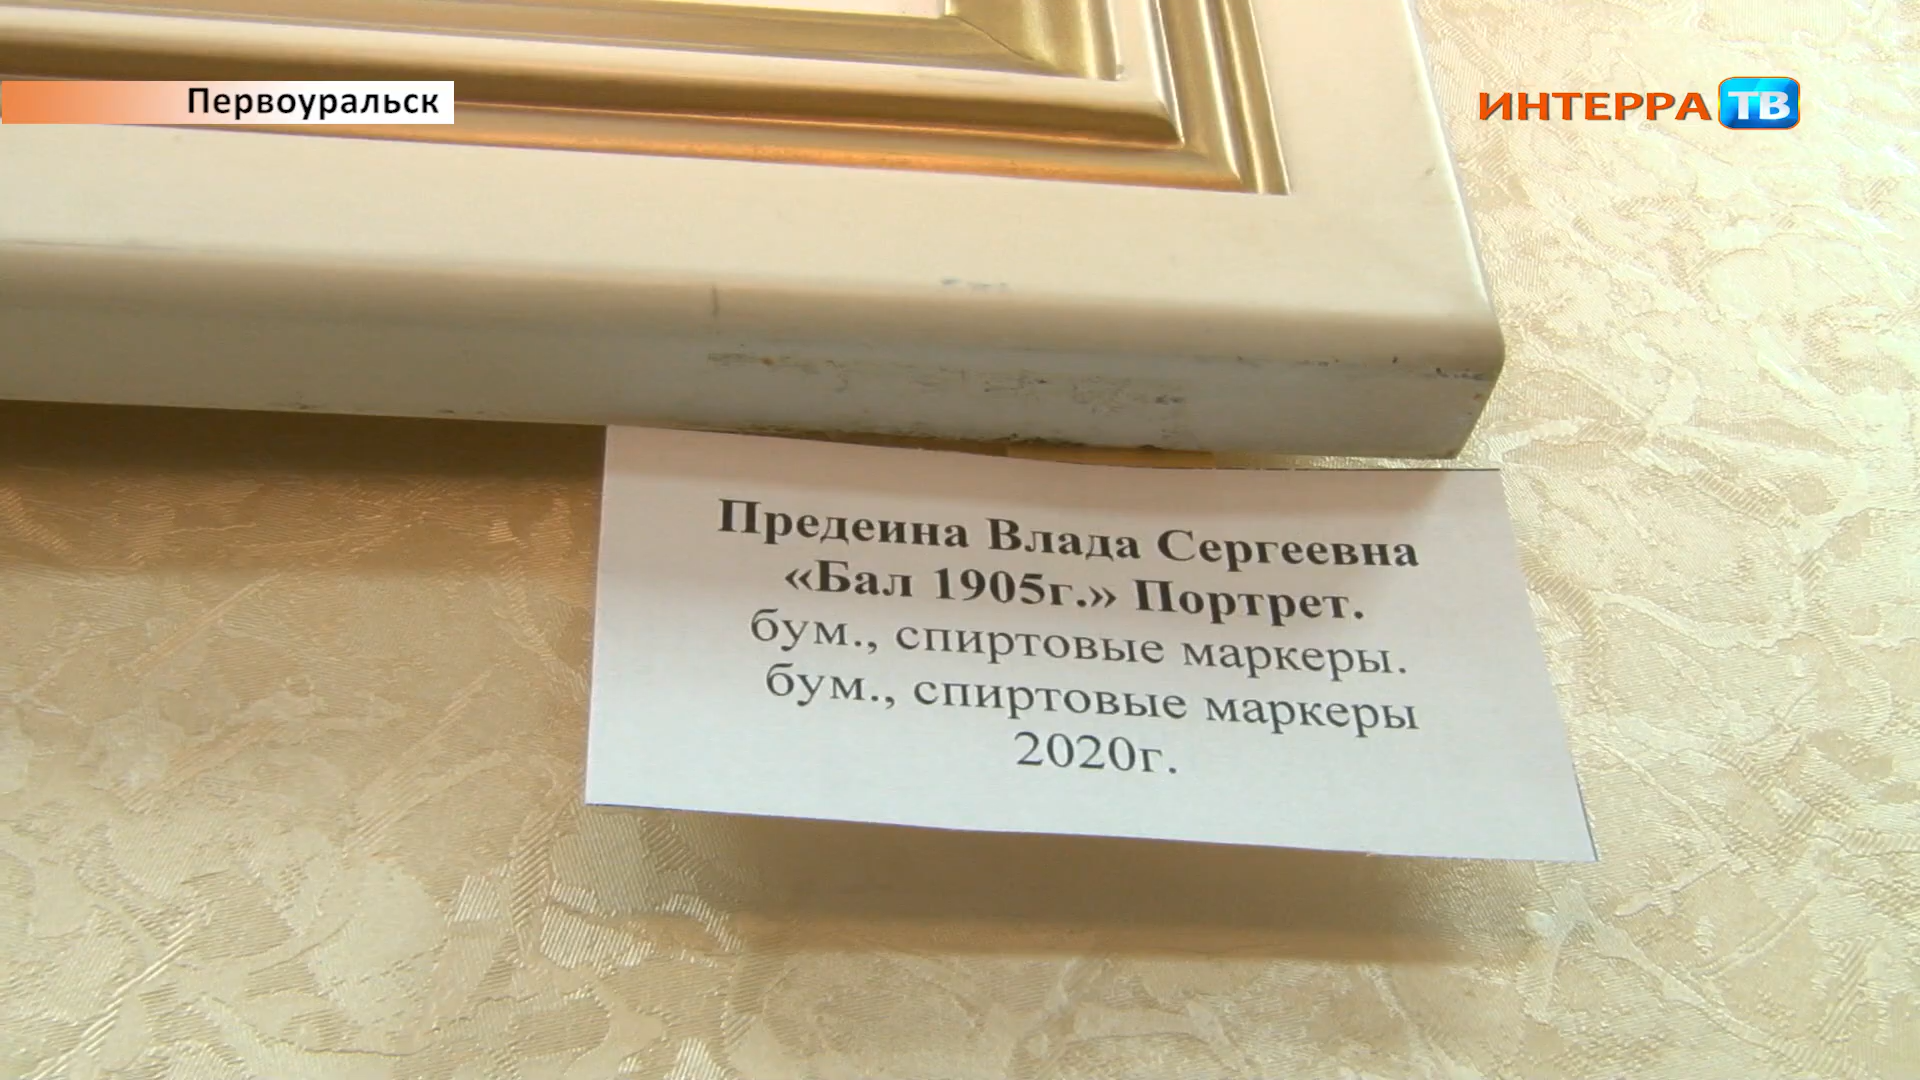 Первоуральск
ИНТЕРРА ТВ
Предеина Влада Сергеевна
«Бал 1905г.» Портрет.
бум., спиртовые маркеры.
бум., спиртовые маркеры
2020г.